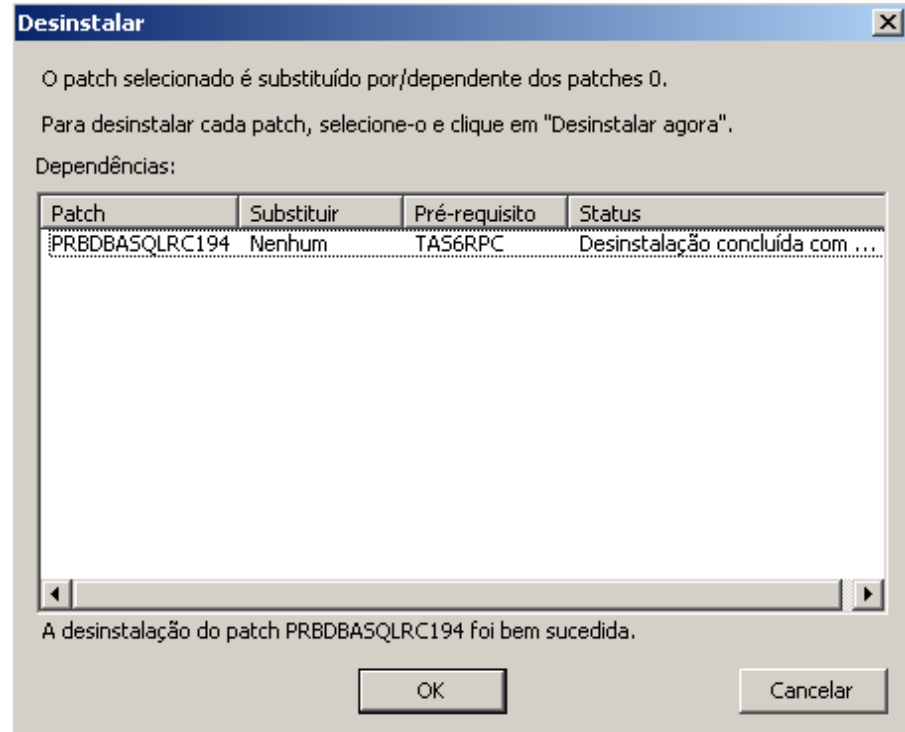 Desinstalar
O patch selecionado é substituído por/dependente dos patches 0.
Para desinstalar cada patch, selecione-o e clique em "Desinstalar agora".
Dependências:
Patch Substituir Pré-requisito Status
PRBDBASQLRC194 Nenhum TAS6RPC Desinstalação concluída com ...
A desinstalação do patch PRBDBASQLRC194 foi bem sucedida.
OK Cancelar